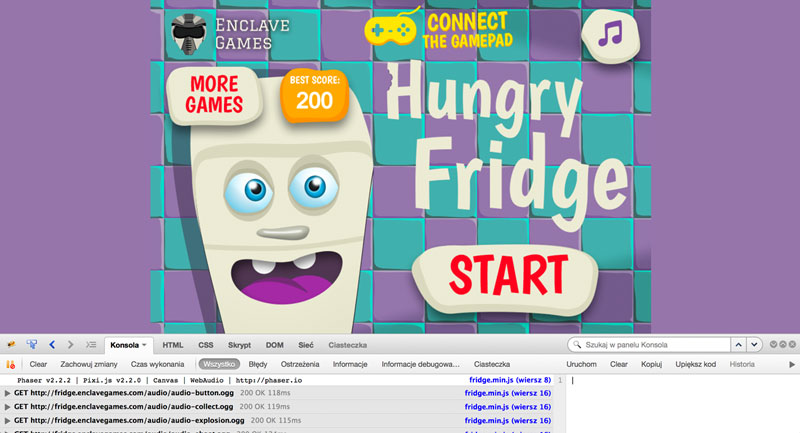 ENCLAVE
GAMES
CONNECT
THE GAMEPAD
MORE
GAMES
BEST SCORE:
200
Hungry
Fridge
START
Konsola HTML CSS Skrypt DOM Sieć Ciasteczka Szukaj w panelu Konsola
Clear Zachowuj zmiany Czas wykonania Wszystko Błędy Ostrzeżenia Informacje Informacje debugowa... Ciasteczka Uruchom Clear Kopiuj Upiększ kod Historia
Phaser v2.2.2 | Pixi.js v2.2.0 | Canvas | WebAudio | http://phaser.io fridge.min.js (wiersz 8) 1
GET http://fridge.enclavegames.com/audio/audio-button.ogg 200 OK 118ms fridge.min.js (wiersz 16)
GET http://fridge.enclavegames.com/audio/audio-collect.ogg 200 OK 119ms fridge.min.js (wiersz 16)
GET http://fridge.enclavegames.com/audio/audio-explosion.ogg 200 OK 115ms fridge.min.js (wiersz 16)